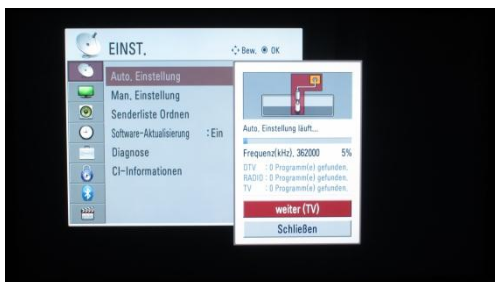 EINST.
Bew. OK
Auto. Einstellung
Man. Einstellung
Senderliste Ordnen
Software-Aktualisierung : Ein
Diagnose
CI-Informationen
Auto. Einstellung läuft...
Frequenz(kHz). 362000 5%
DTV : 0 Programm(e) gefunden.
RADIO : 0 Programm(e) gefunden.
TV : 0 Programm(e) gefunden.
weiter (TV)
Schließen